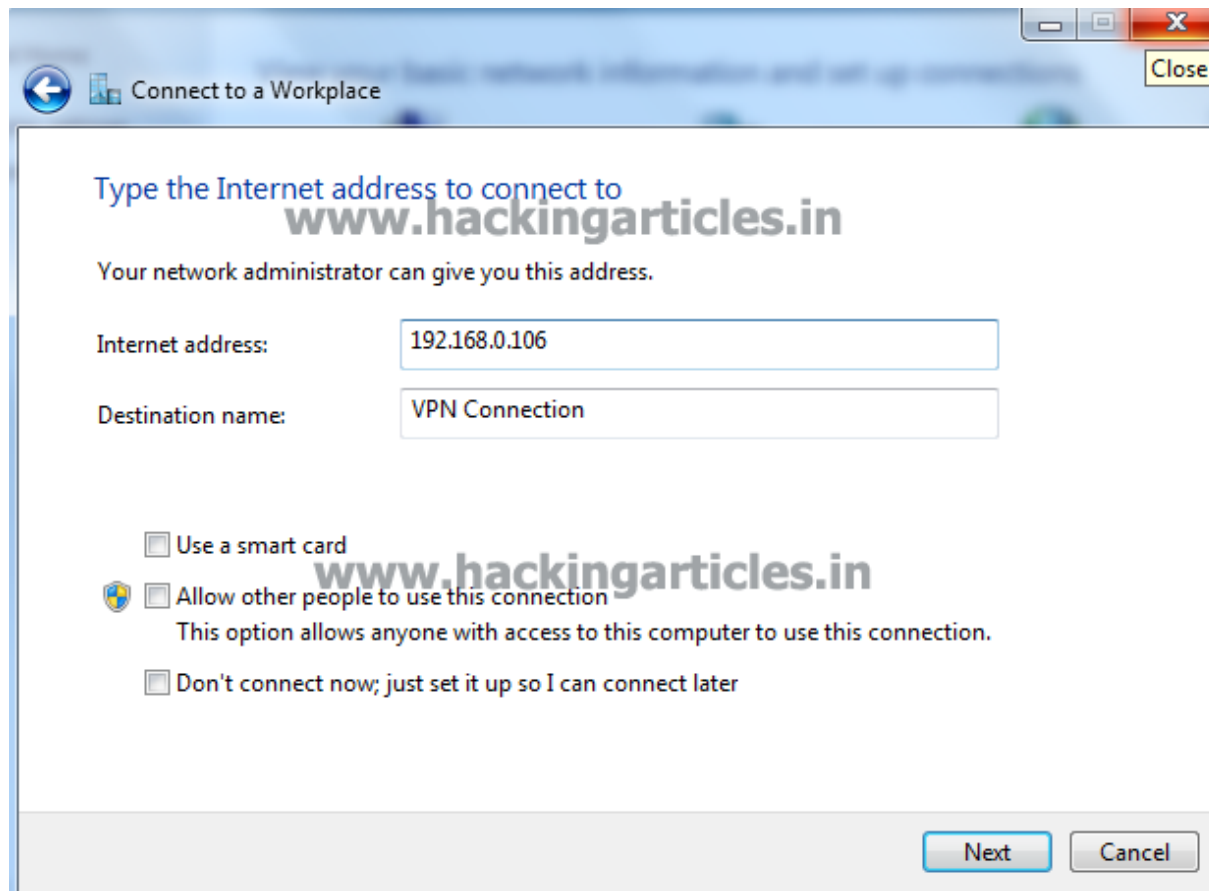 Close
Connect to a Workplace
Type the Internet address to connect to
www.hackingarticles.in
Your network administrator can give you this address.
Internet address: 192.168.0.106
Destination name: VPN Connection
Use a smart card
www.hackingarticles.in
Allow other people to use this connection
This option allows anyone with access to this computer to use this connection.
Don't connect now; just set it up so I can connect later
Next Cancel